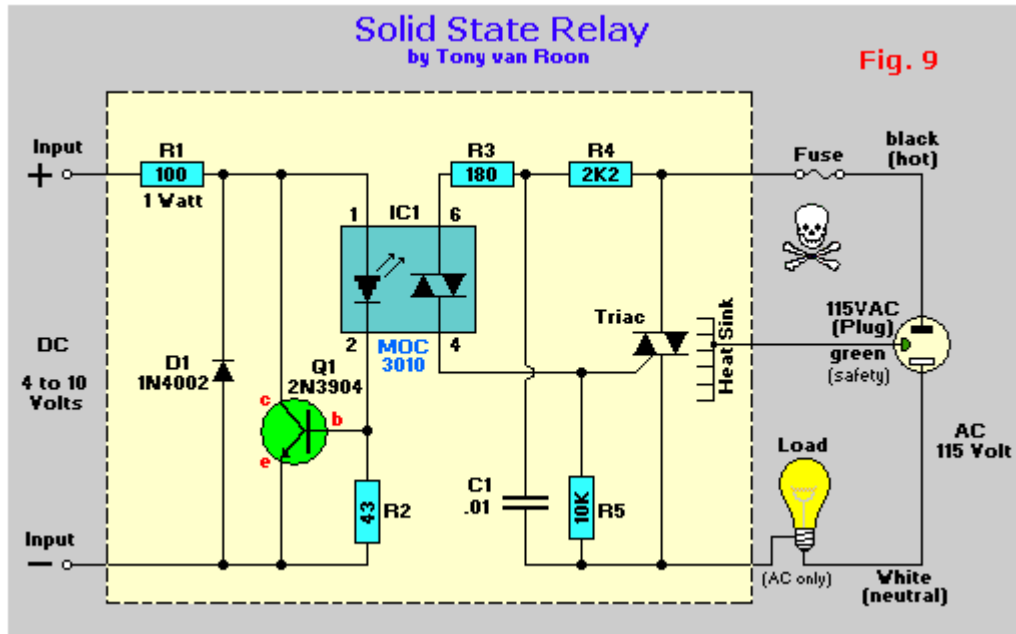 Solid State Relay
by Tony van Roon
Fig. 9
Input
+
R1
100
1 Watt
R3
180
R4
2K2
Fuse
black
(hot)
1
IC1
6
2
MOC
3010
4
Triac
Heat Sink
115VAC
(Plug)
green
(safety)
DC
4 to 10
Volts
D1
1N4002
Q1
2N3904
c
b
e
43
R2
C1
.01
10K
R5
Load
AC
115 Volt
Input
−
(AC only)
White
(neutral)